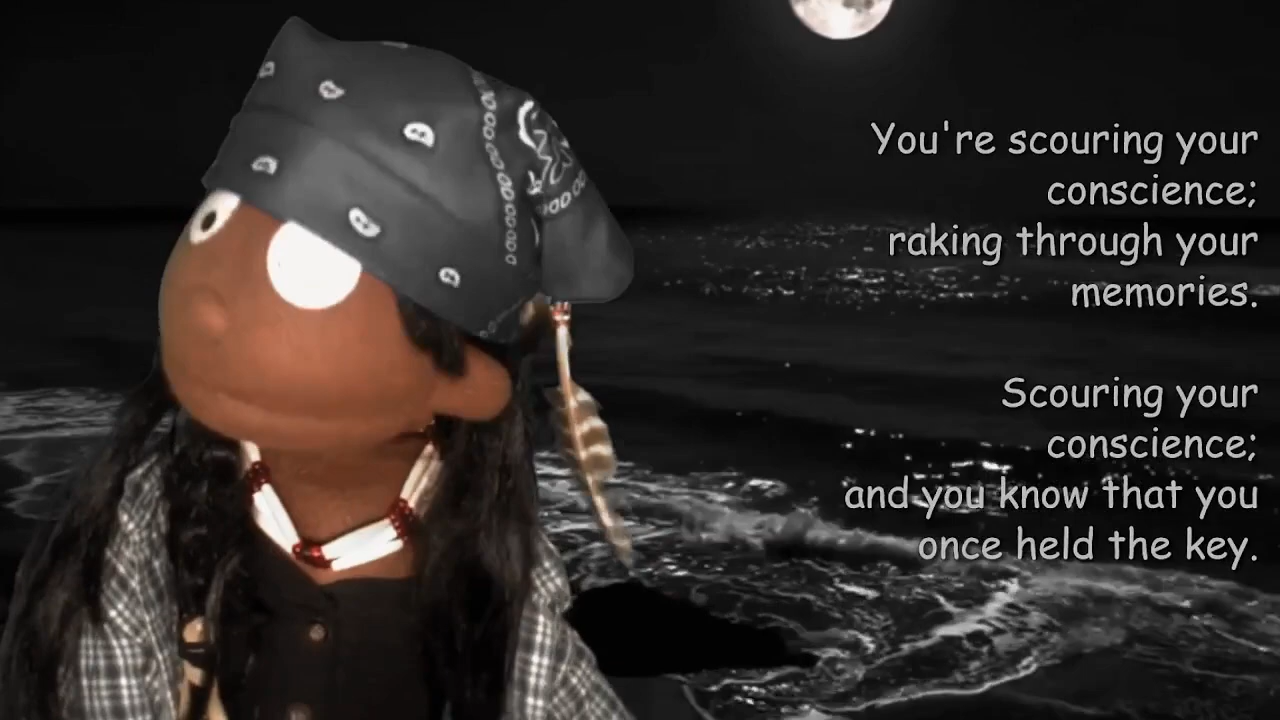 You're scouring your
conscience;
raking through your
memories.
Scouring your
conscience;
and you know that you
once held the key.